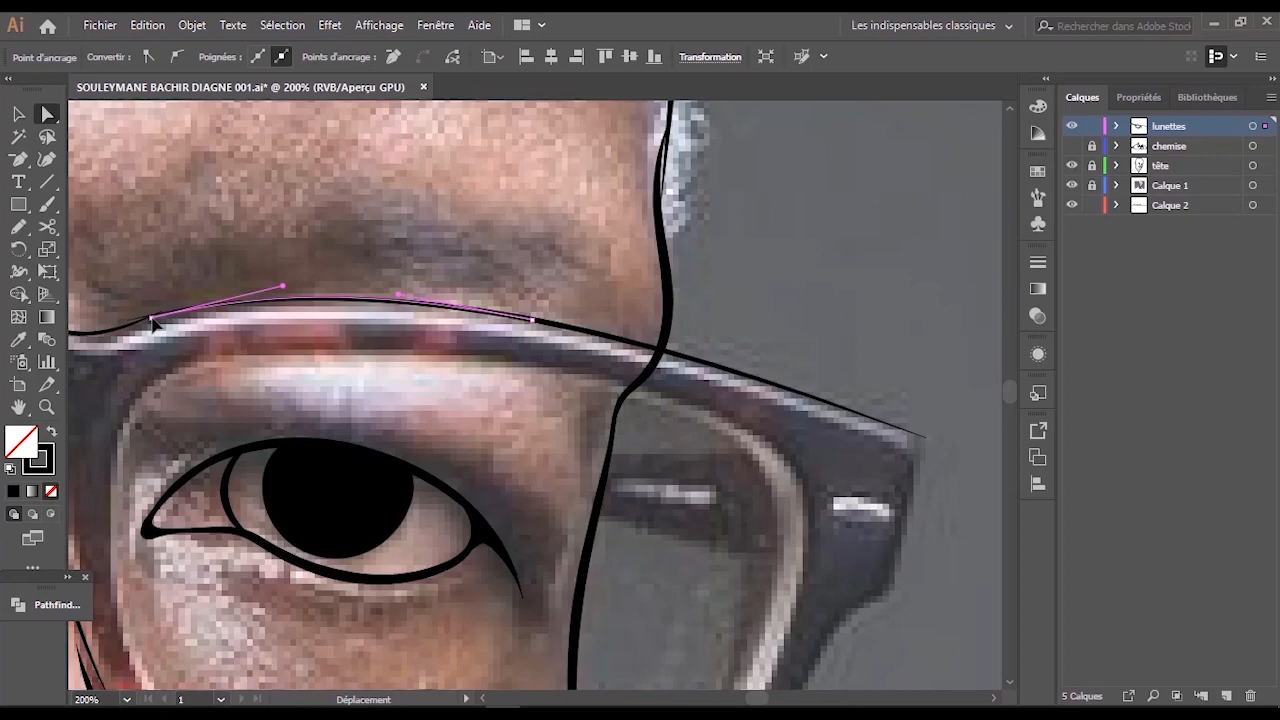 Ai
Fichier Edition Objet Texte Sélection Effet Affichage Fenêtre Aide
Les indispensables classiques
Rechercher dans Adobe Stock
Point d'ancrage
Convertir :
Poignées :
Points d'ancrage :
Transformation
SOULEYMANE BACHIR DIAGNE 001.ai* @ 200% (RVB/Aperçu GPU)
Calques Propriétés Bibliothèques
lunettes
chemise
tête
Calque 1
Calque 2
Pathfind...
200%
1
Déplacement
5 Calques